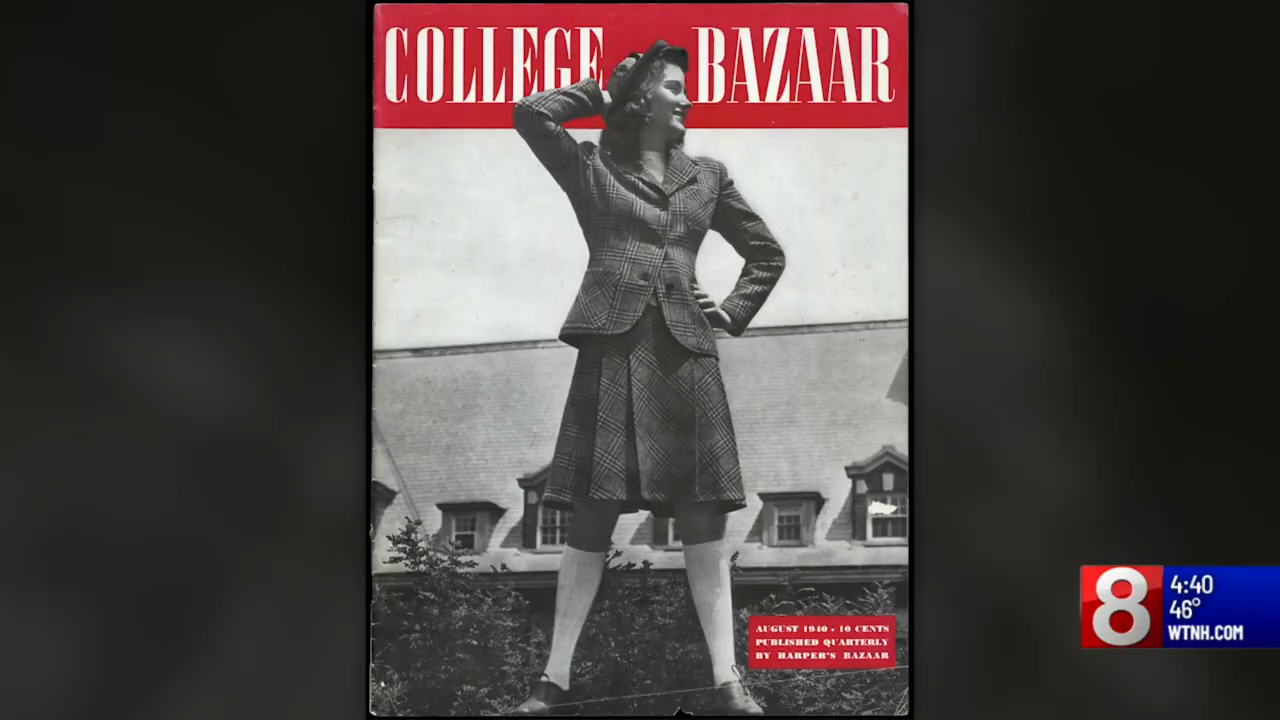 COLLEGE BAZAAR
AUGUST 1940 • 10 CENTS
PUBLISHED QUARTERLY
BY HARPER'S BAZAAR
8
4:40
46°
WTNH.COM